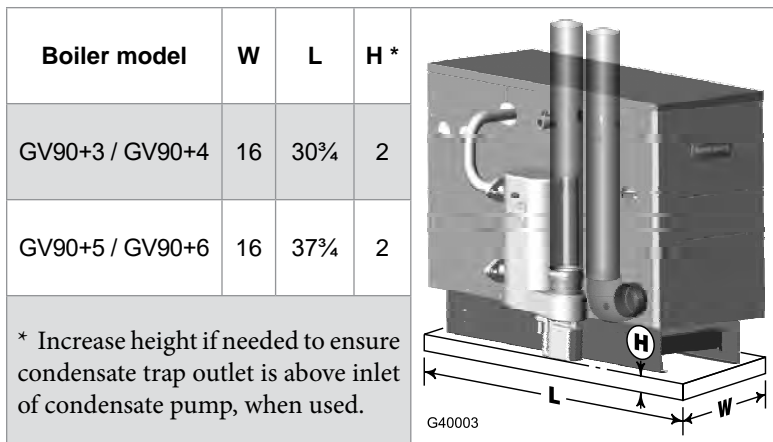 Boiler model W L H *
GV90+3 / GV90+4 16 30¾ 2
GV90+5 / GV90+6 16 37¾ 2
* Increase height if needed to ensure
condensate trap outlet is above inlet
of condensate pump, when used.
H
L
W
G40003